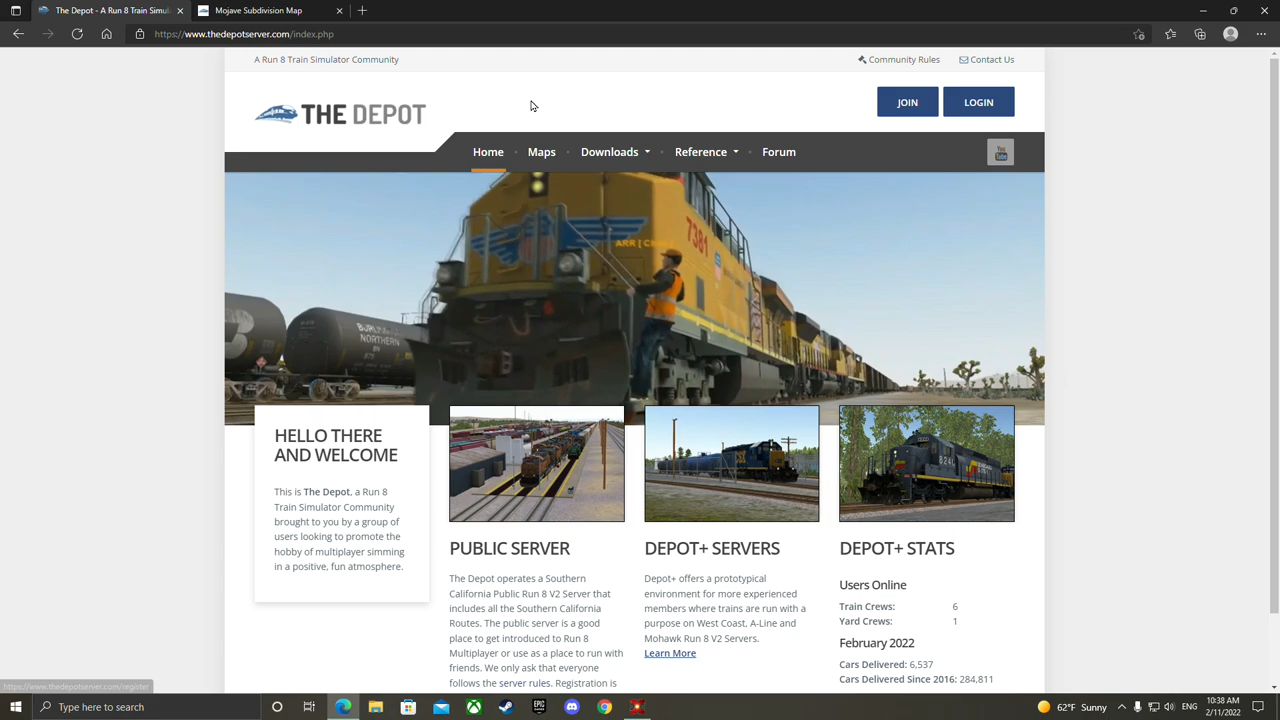 The Depot - A Run 8 Train Simul
Mojave Subdivision Map
https://www.thedepotserver.com/index.php
A Run 8 Train Simulator Community
Community Rules
Contact Us
THE DEPOT
JOIN
LOGIN
Home
Maps
Downloads
Reference
Forum
You Tube
7381
BURLINGTON
NORTHERN
HELLO THERE
AND WELCOME
This is The Depot, a Run 8
Train Simulator Community
brought to you by a group of
users looking to promote the
hobby of multiplayer simming
in a positive, fun atmosphere.
PUBLIC SERVER
The Depot operates a Southern
California Public Run 8 V2 Server that
includes all the Southern California
Routes. The public server is a good
place to get introduced to Run 8
Multiplayer or use as a place to run with
friends. We only ask that everyone
follows the server rules. Registration is
DEPOT+ SERVERS
Depot+ offers a prototypical
environment for more experienced
members where trains are run with a
purpose on West Coast, A-Line and
Mohawk Run 8 V2 Servers.
Learn More
8246
DEPOT+ STATS
Users Online
Train Crews: 6
Yard Crews: 1
February 2022
Cars Delivered: 6,537
Cars Delivered Since 2016: 284,811
https://www.thedepotserver.com/register
Type here to search
EPIC
62°F Sunny
ENG
10:38 AM
2/11/2022